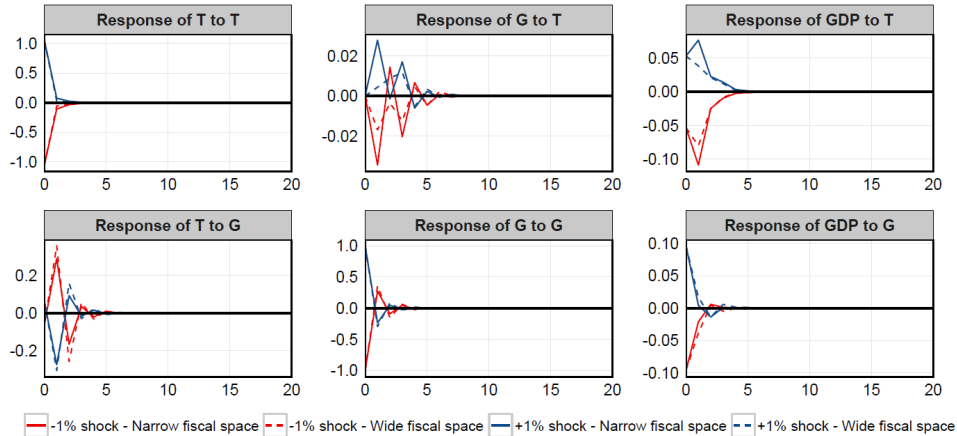 Response of T to T
Response of G to T
Response of GDP to T
1.0
0.5
0.0
-0.5
-1.0
0 5 10 15 20
0.02
0.00
-0.02
0 5 10 15 20
0.05
0.00
-0.05
-0.10
0 5 10 15 20
Response of T to G
Response of G to G
Response of GDP to G
0.2
0.0
-0.2
0 5 10 15 20
1.0
0.5
0.0
-0.5
-1.0
0 5 10 15 20
0.10
0.05
0.00
-0.05
-0.10
0 5 10 15 20
-1% shock - Narrow fiscal space -1% shock - Wide fiscal space +1% shock - Narrow fiscal space +1% shock - Wide fiscal space